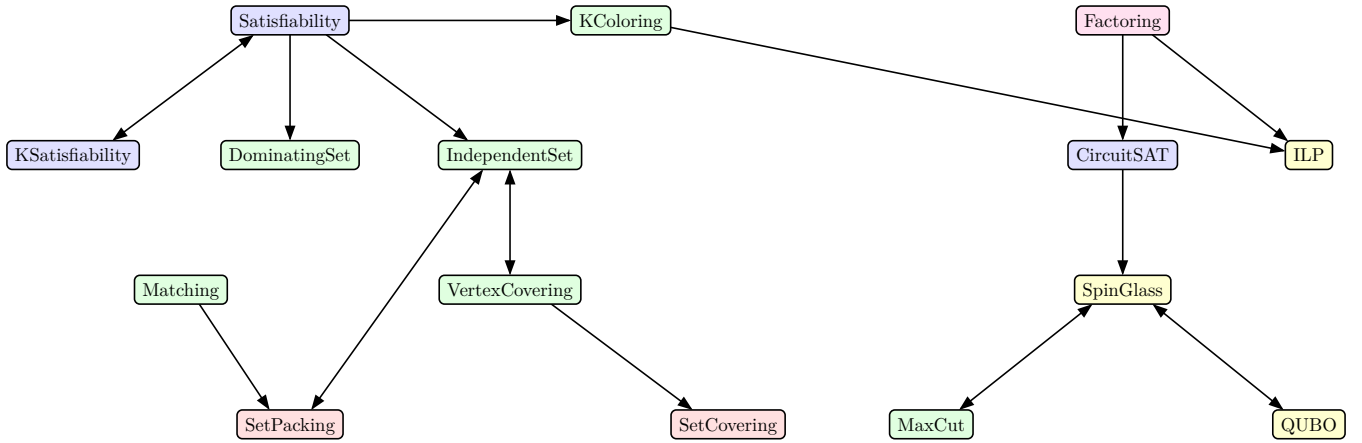 Satisfiability
KColoring
Factoring
KSatisfiability
DominatingSet
IndependentSet
CircuitSAT
ILP
Matching
VertexCovering
SpinGlass
SetPacking
SetCovering
MaxCut
QUBO